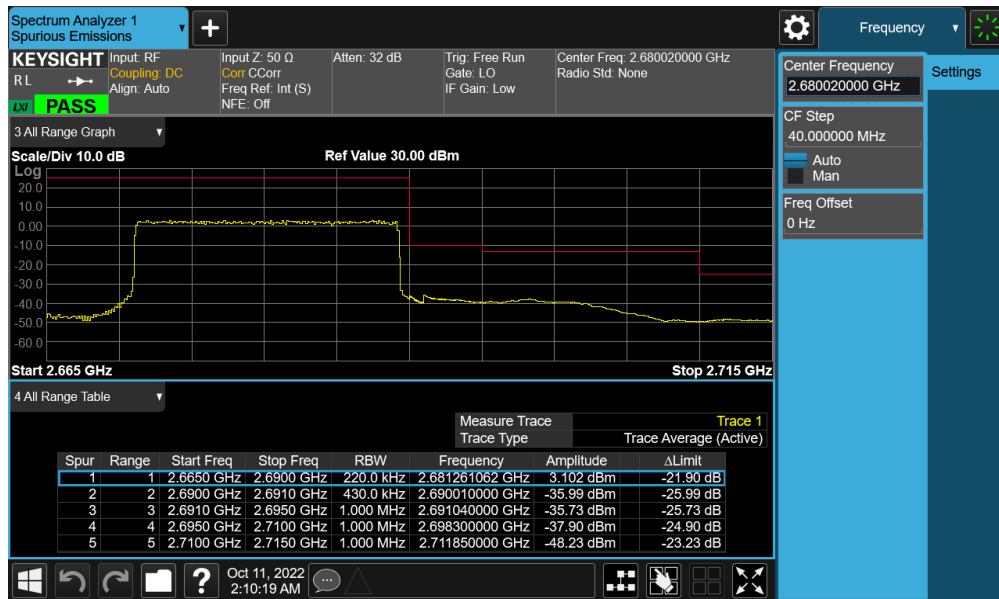 Spectrum Analyzer 1
Spurious Emissions
Frequency
KEYSIGHT
R L
LXI
PASS
Input: RF
Coupling: DC
Align: Auto
Input Z: 50 Ω
Corr CCorr
Freq Ref: Int (S)
NFE: Off
Atten: 32 dB
Trig: Free Run
Gate: LO
IF Gain: Low
Center Freq: 2.680020000 GHz
Radio Std: None
Center Frequency
2.680020000 GHz
Settings
CF Step
40.000000 MHz
Auto
Man
Freq Offset
0 Hz
3 All Range Graph
Scale/Div 10.0 dB
Ref Value 30.00 dBm
Log
20.0
10.0
0.00
-10.0
-20.0
-30.0
-40.0
-50.0
-60.0
Start 2.665 GHz
Stop 2.715 GHz
4 All Range Table
Measure Trace Trace 1
Trace Type Trace Average (Active)
Spur Range Start Freq Stop Freq RBW Frequency Amplitude ΔLimit
1 1 2.6650 GHz 2.6900 GHz 220.0 kHz 2.681261062 GHz 3.102 dBm -21.90 dB
2 2 2.6900 GHz 2.6910 GHz 430.0 kHz 2.690010000 GHz -35.99 dBm -25.99 dB
3 3 2.6910 GHz 2.6950 GHz 1.000 MHz 2.691040000 GHz -35.73 dBm -25.73 dB
4 4 2.6950 GHz 2.7100 GHz 1.000 MHz 2.698300000 GHz -37.90 dBm -24.90 dB
5 5 2.7100 GHz 2.7150 GHz 1.000 MHz 2.711850000 GHz -48.23 dBm -23.23 dB
Oct 11, 2022
2:10:19 AM